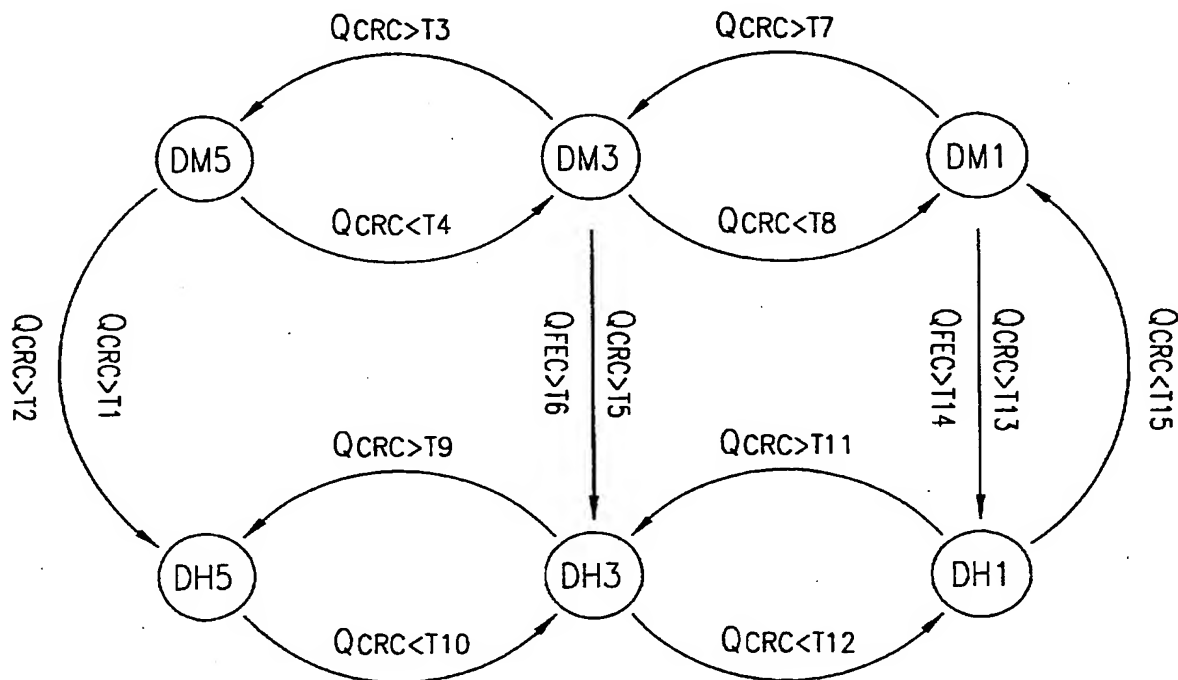 QCRC>T3
QCRC>T7
DM5
DM3
DM1
QCRC<T4
QCRC<T8
QCRC>T2
QCRC>T1
QFEC>T6
QCRC>T5
QFEC>T14
QCRC>T13
QCRC<T15
QCRC>T9
QCRC>T11
DH5
DH3
DH1
QCRC<T10
QCRC<T12